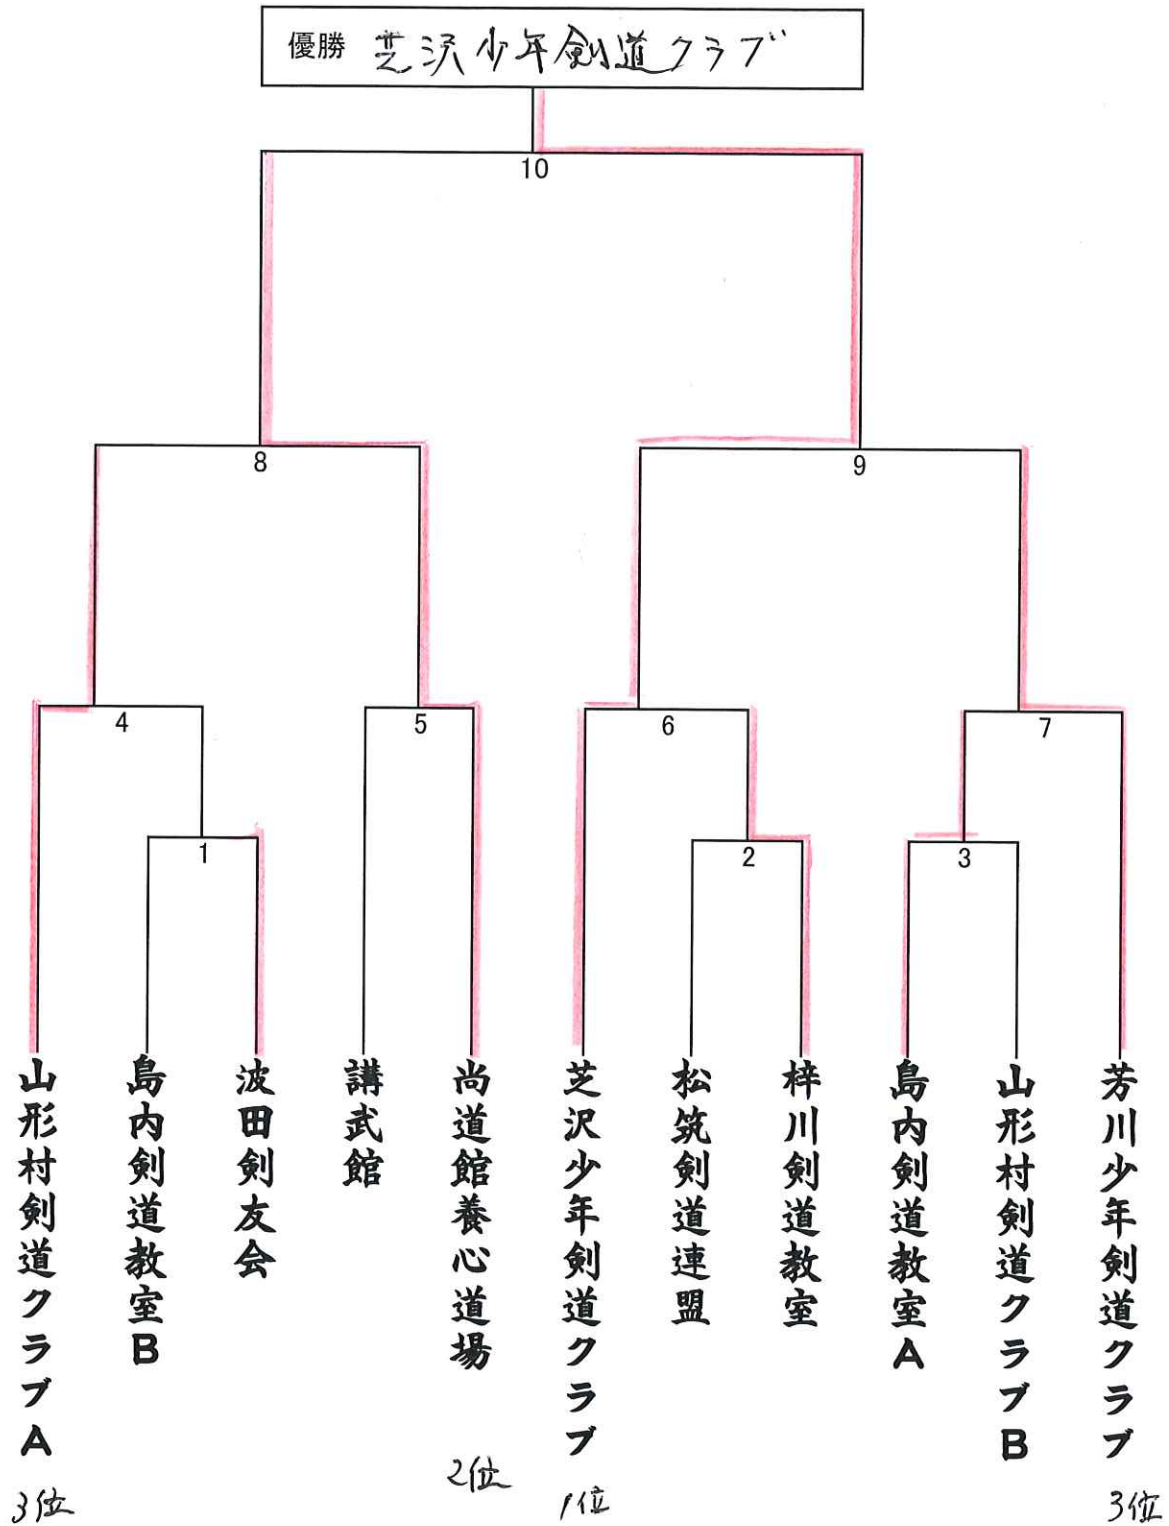 優勝 芝沢少年剣道クラブ
10
8
9
4
5
6
7
1
2
3
山形村剣道クラブA
島内剣道教室B
波田剣友会
講武館
尚道館養心道場
芝沢少年剣道クラブ
松筑剣道連盟
梓川剣道教室
島内剣道教室A
山形村剣道クラブB
芳川少年剣道クラブ
3位
2位
1位
3位